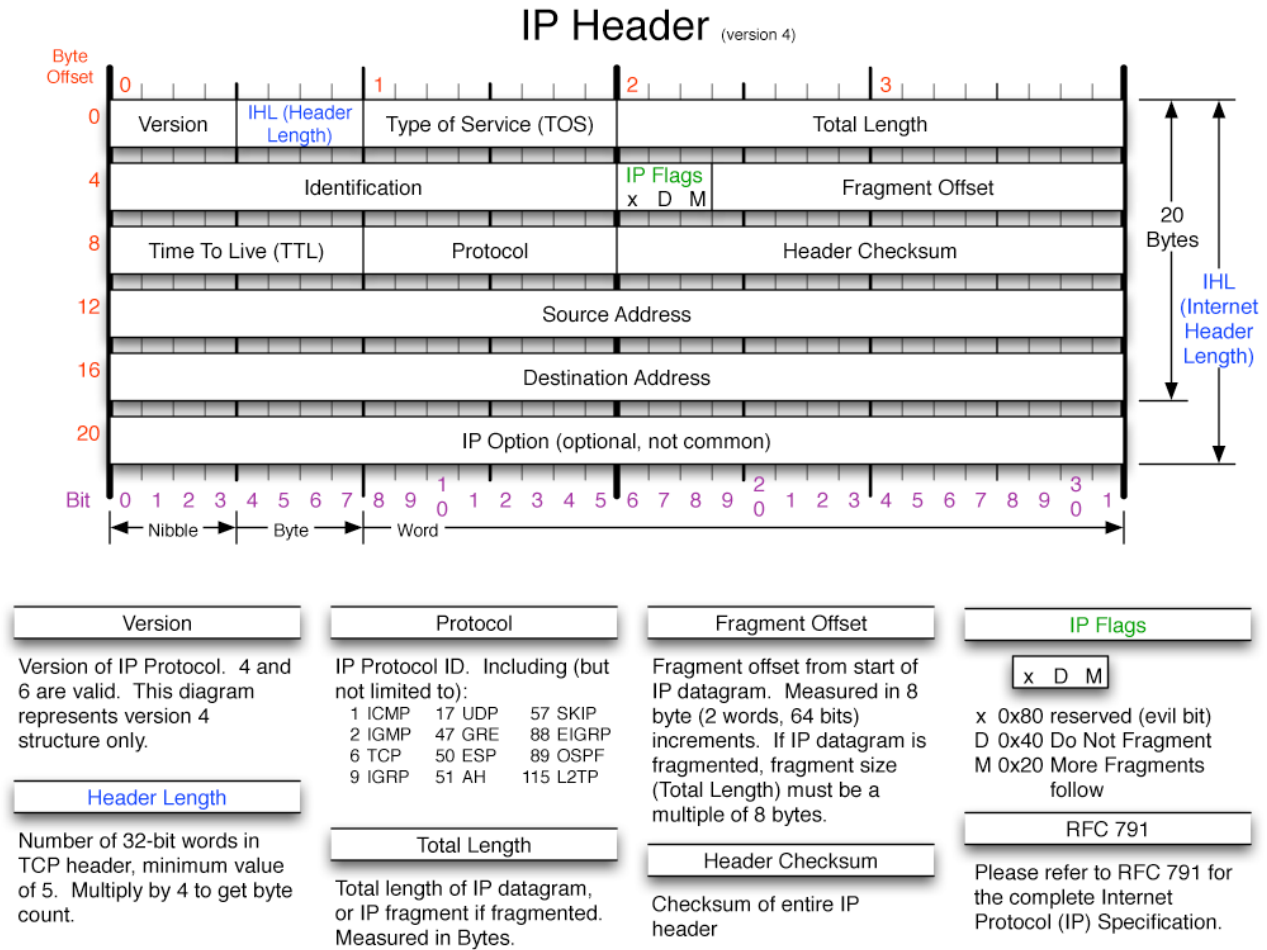 IP Header (version 4)
Byte
Offset
0 1 2 3
0 Version IHL (Header Length) Type of Service (TOS) Total Length
4 Identification IP Flags x D M Fragment Offset
8 Time To Live (TTL) Protocol Header Checksum
12 Source Address
16 Destination Address
20 IP Option (optional, not common)
20
Bytes
IHL
(Internet
Header
Length)
Bit 0 1 2 3 4 5 6 7 8 9 10 1 2 3 4 5 6 7 8 9 20 1 2 3 4 5 6 7 8 9 30 1
Nibble Byte Word
Version
Version of IP Protocol. 4 and
6 are valid. This diagram
represents version 4
structure only.
Header Length
Number of 32-bit words in
TCP header, minimum value
of 5. Multiply by 4 to get byte
count.
Protocol
IP Protocol ID. Including (but
not limited to):
1 ICMP 17 UDP 57 SKIP
2 IGMP 47 GRE 88 EIGRP
6 TCP 50 ESP 89 OSPF
9 IGRP 51 AH 115 L2TP
Total Length
Total length of IP datagram,
or IP fragment if fragmented.
Measured in Bytes.
Fragment Offset
Fragment offset from start of
IP datagram. Measured in 8
byte (2 words, 64 bits)
increments. If IP datagram is
fragmented, fragment size
(Total Length) must be a
multiple of 8 bytes.
Header Checksum
Checksum of entire IP
header
IP Flags
x D M
x 0x80 reserved (evil bit)
D 0x40 Do Not Fragment
M 0x20 More Fragments
follow
RFC 791
Please refer to RFC 791 for
the complete Internet
Protocol (IP) Specification.